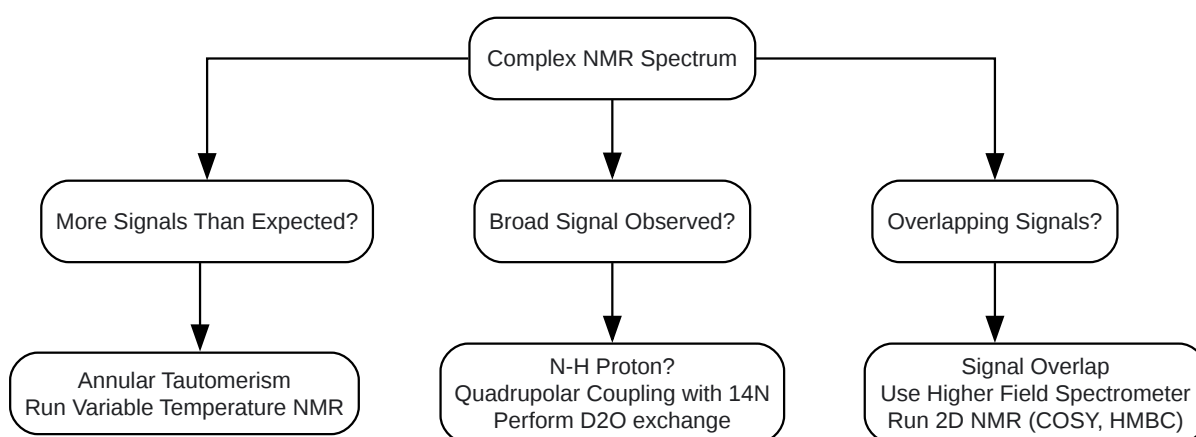 Complex NMR Spectrum
More Signals Than Expected?
Broad Signal Observed?
Overlapping Signals?
Annular Tautomerism
Run Variable Temperature NMR
N-H Proton?
Quadrupolar Coupling with 14N
Perform D2O exchange
Signal Overlap
Use Higher Field Spectrometer
Run 2D NMR (COSY, HMBC)